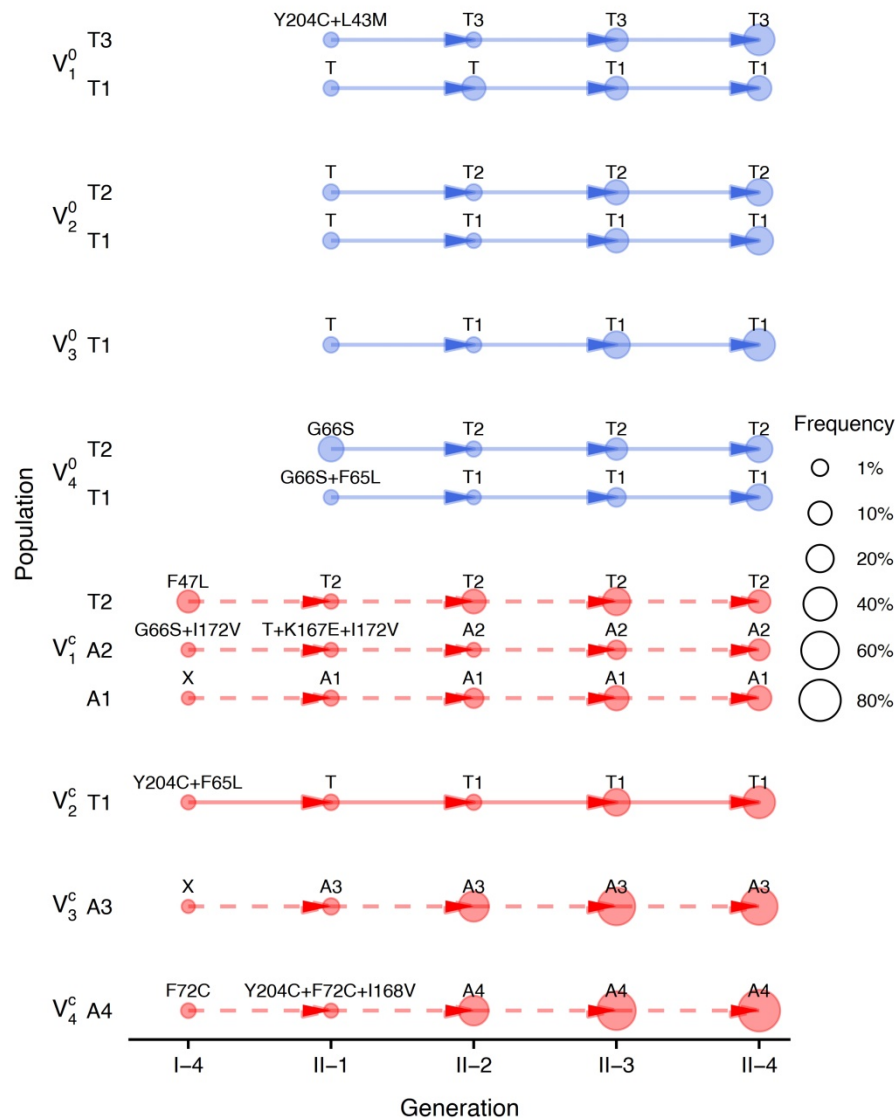 Y204C+L43M T3 T3 T3
V₁⁰ T3
T T T1 T1
T1
T T2 T2 T2
V₂⁰ T2
T T1 T1 T1
T1
T T1 T1 T1
V₃⁰ T1
G66S T2 T2 T2
V₄⁰ T2
G66S+F65L T1 T1 T1
T1
F47L T2 T2 T2 T2
T2
G66S+I172V T+K167E+I172V A2 A2 A2
V₁ᶜ A2
X A1 A1 A1 A1
A1
Y204C+F65L T T1 T1 T1
V₂ᶜ T1
X A3 A3 A3 A3
V₃ᶜ A3
F72C Y204C+F72C+I168V A4 A4 A4
V₄ᶜ A4
Population
Frequency
1%
10%
20%
40%
60%
80%
I−4 II−1 II−2 II−3 II−4
Generation